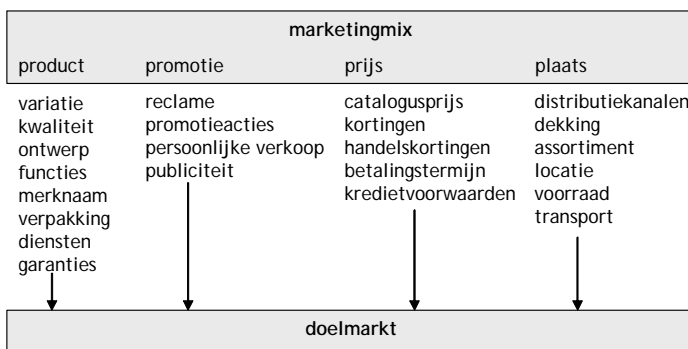 marketingmix
product promotie prijs plaats
variatie reclame catalogusprijs distributiekanalen
kwaliteit promotieacties kortingen dekking
ontwerp persoonlijke verkoop handelskortingen assortiment
functies publiciteit betalingstermijn locatie
merknaam kredietvoorwaarden voorraad
verpakking transport
diensten
garanties
doelmarkt